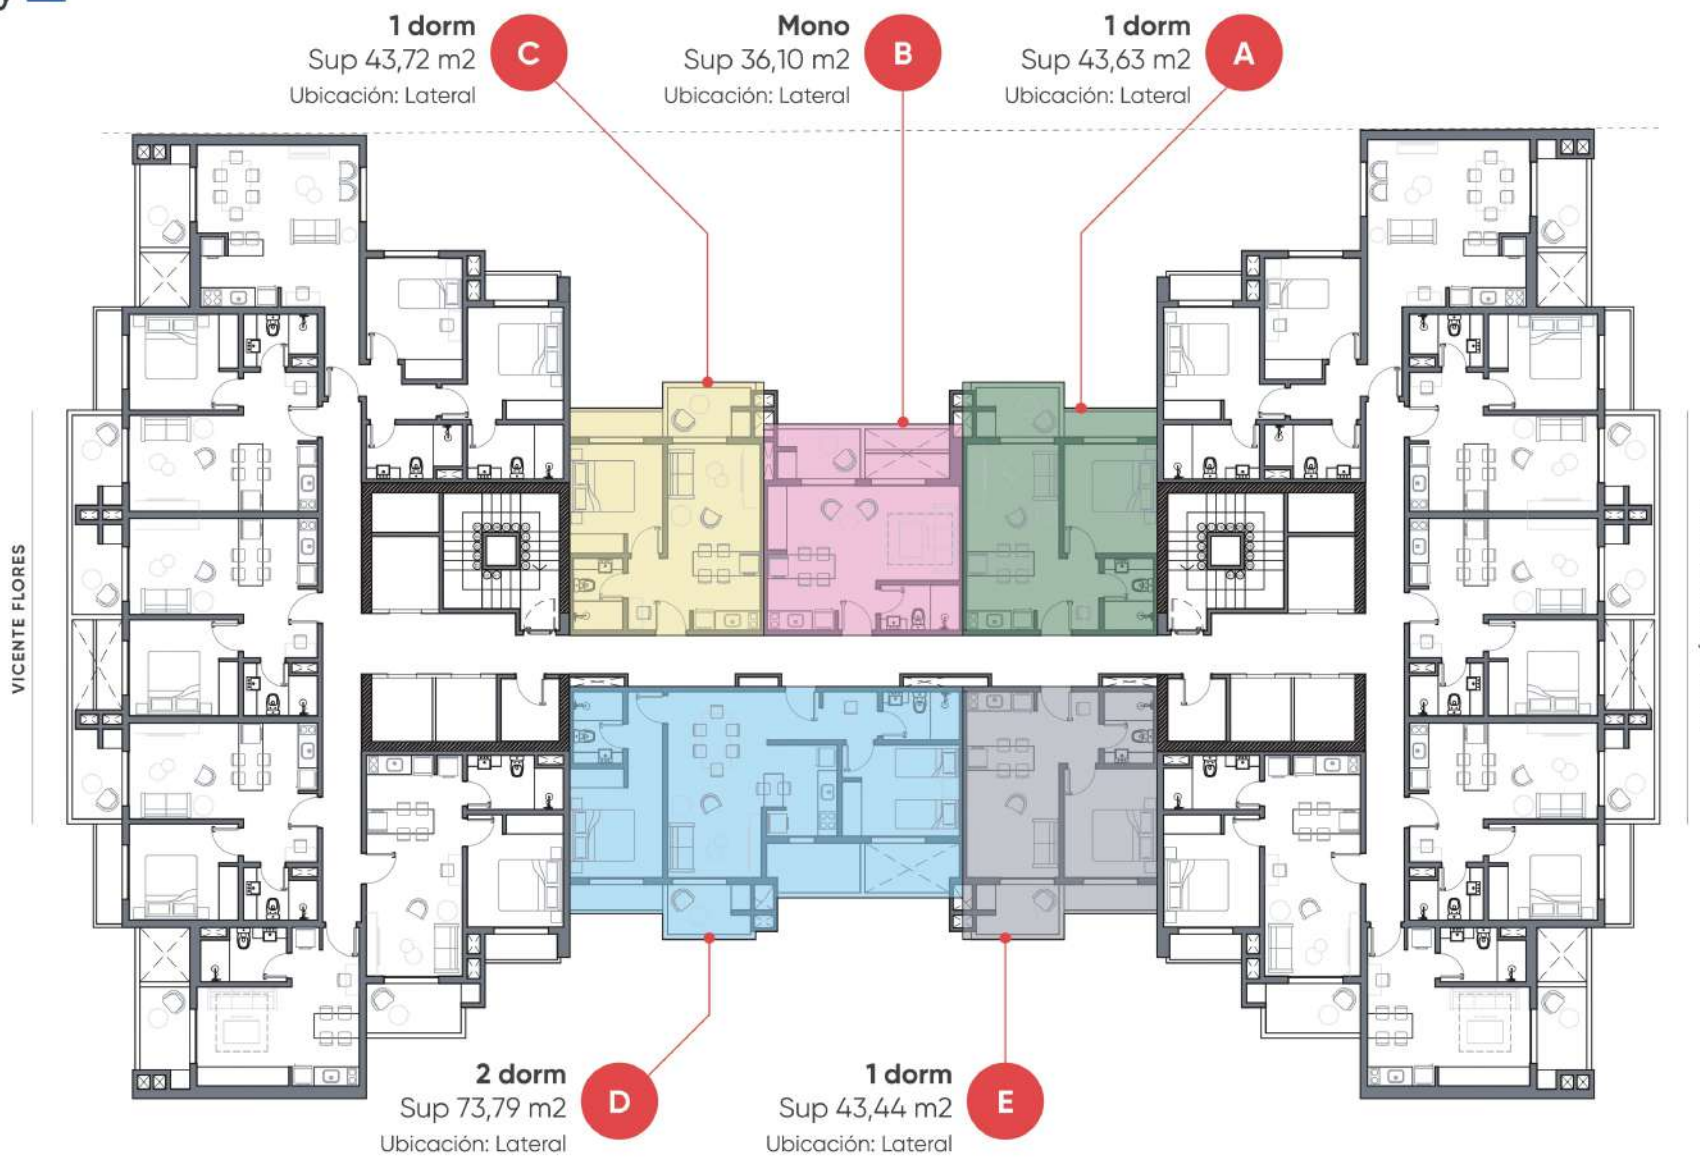 1 dorm
Sup 43,72 m2
Ubicación: Lateral
C
Mono
Sup 36,10 m2
Ubicación: Lateral
B
1 dorm
Sup 43,63 m2
Ubicación: Lateral
A
VICENTE FLORES
2 dorm
Sup 73,79 m2
Ubicación: Lateral
D
1 dorm
Sup 43,44 m2
Ubicación: Lateral
E